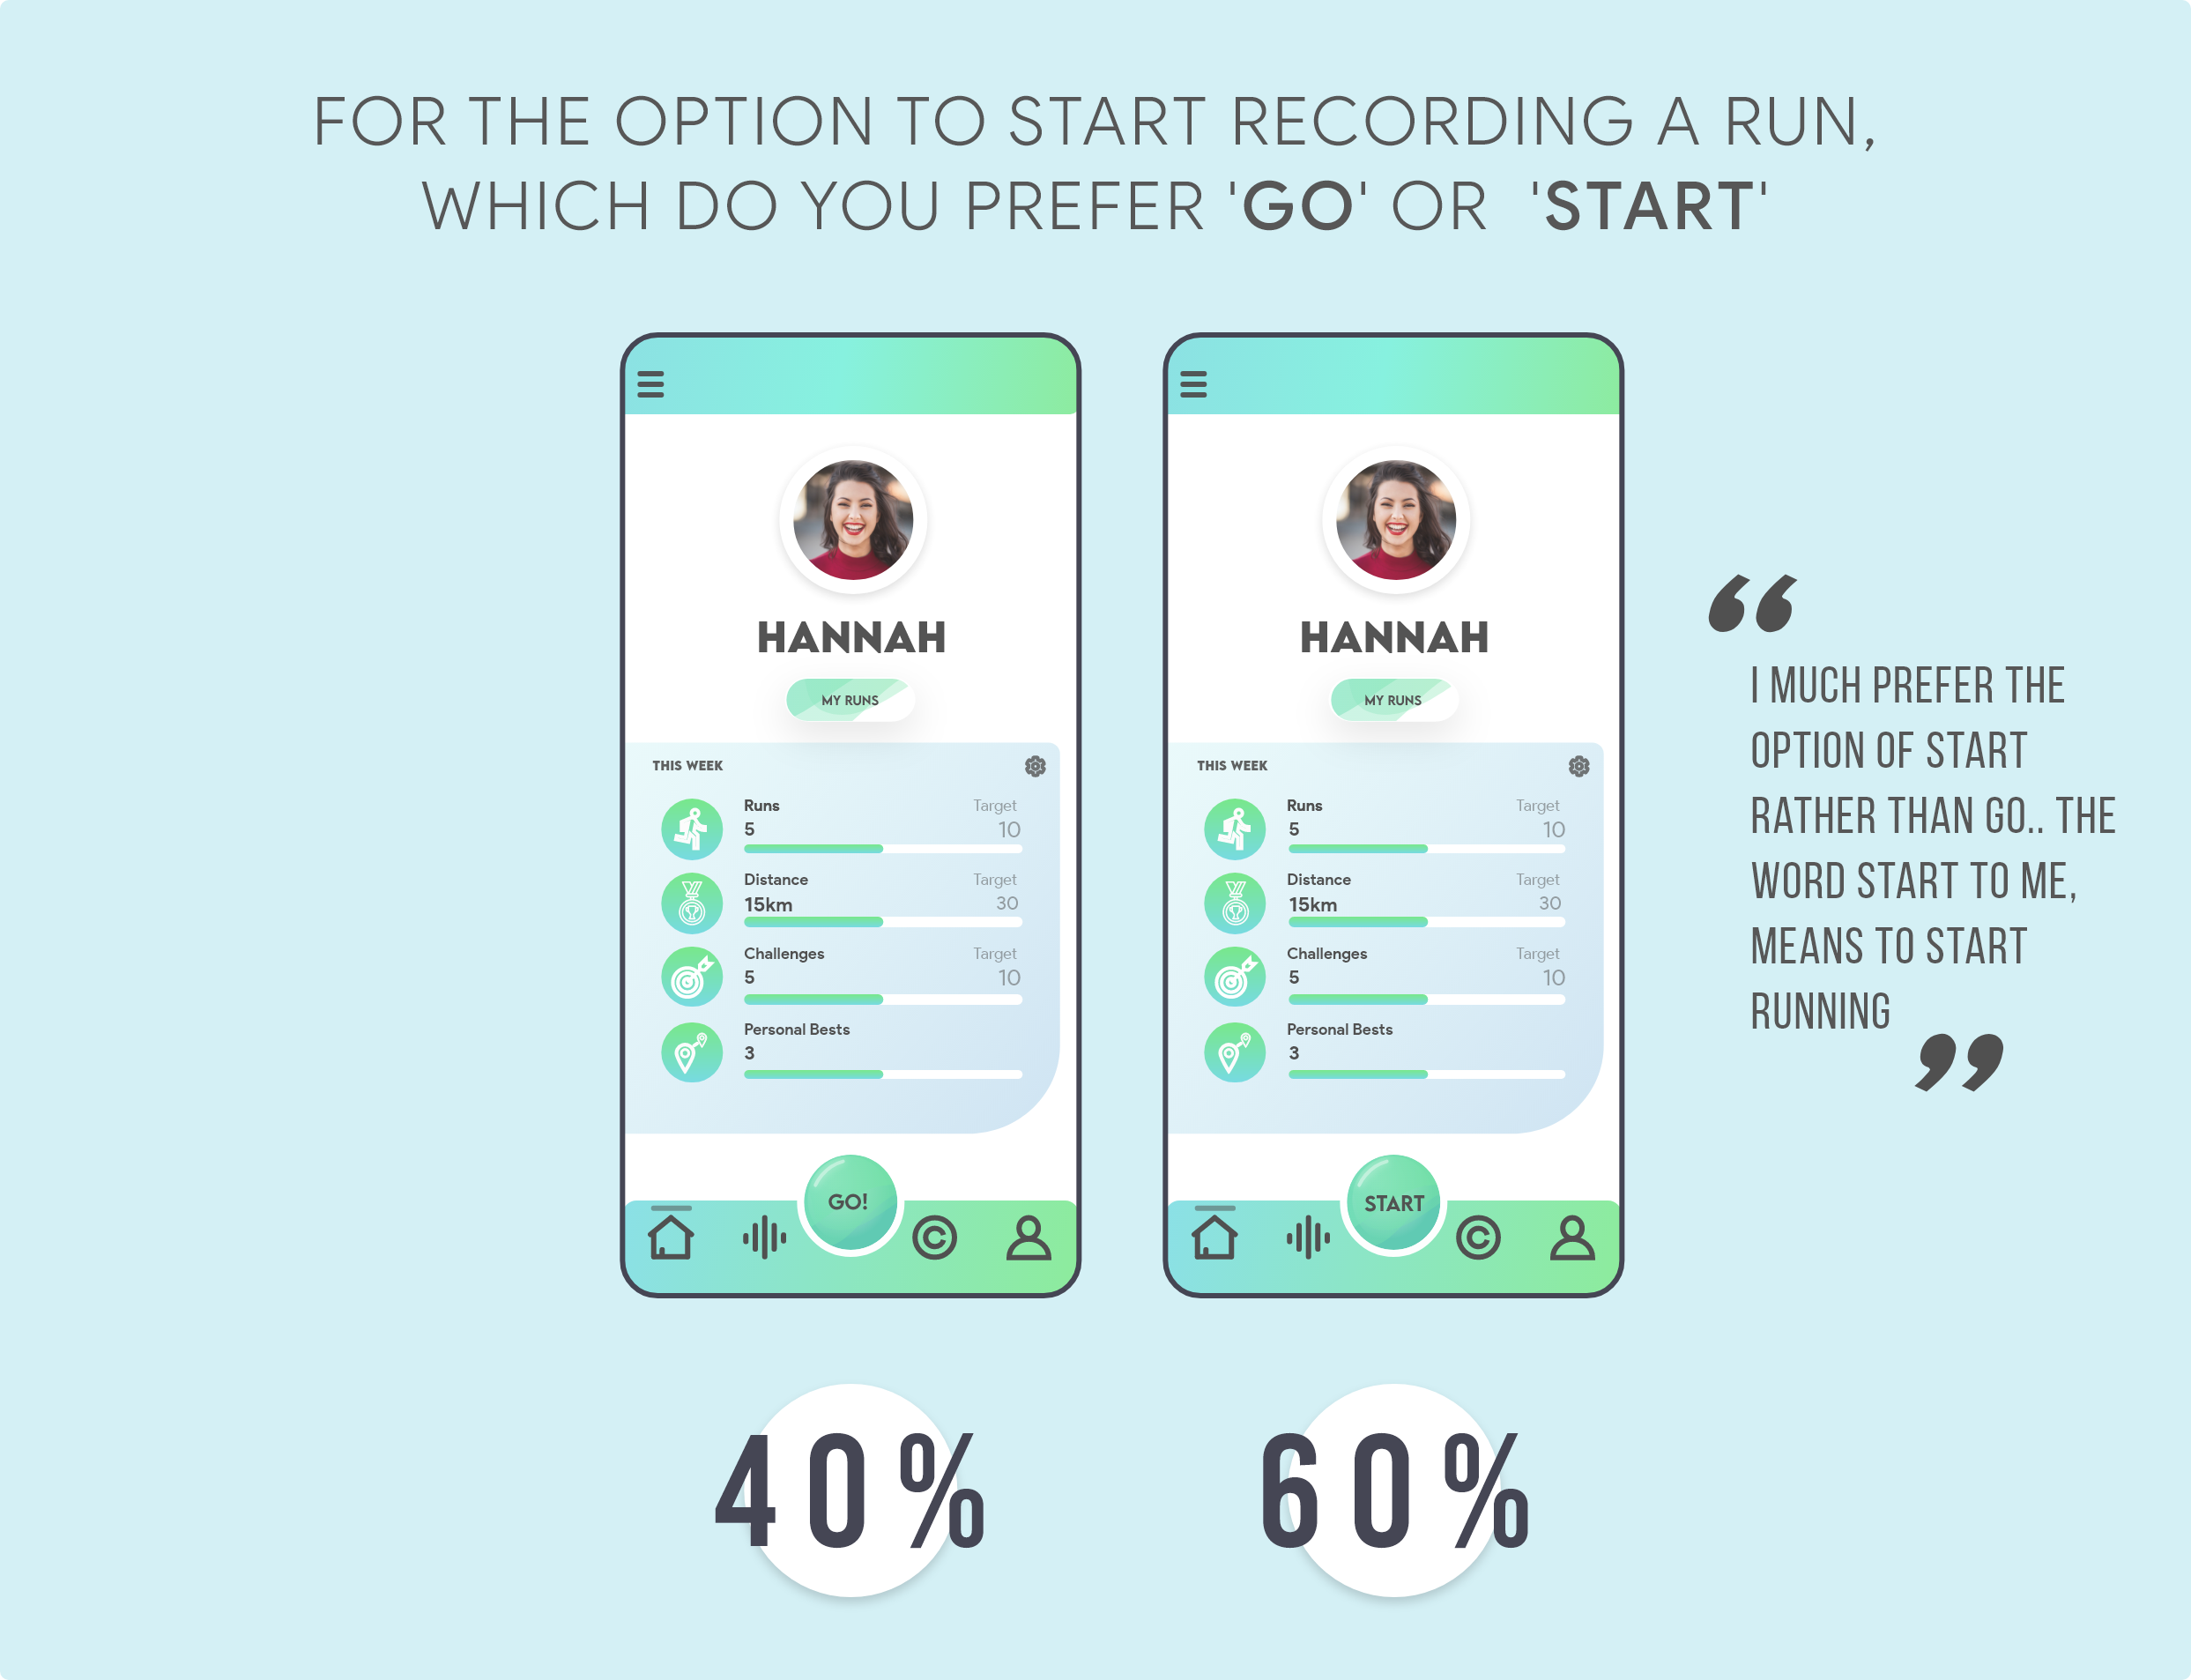 FOR THE OPTION TO START RECORDING A RUN,
WHICH DO YOU PREFER 'GO' OR 'START'
HANNAH
MY RUNS
THIS WEEK
Runs Target
5 10
Distance Target
15km 30
Challenges Target
5 10
Personal Bests
3
GO!
40%
HANNAH
MY RUNS
THIS WEEK
Runs Target
5 10
Distance Target
15km 30
Challenges Target
5 10
Personal Bests
3
START
60%
“
I MUCH PREFER THE
OPTION OF START
RATHER THAN GO.. THE
WORD START TO ME,
MEANS TO START
RUNNING
”